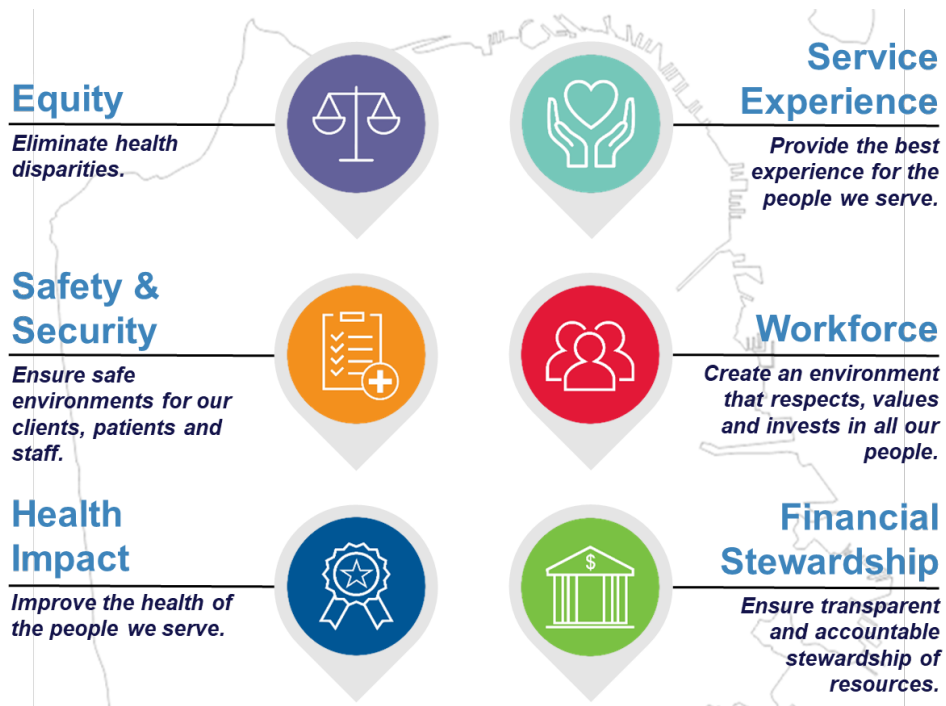 Equity
Eliminate health
disparities.
Service
Experience
Provide the best
experience for the
people we serve.
Safety &
Security
Ensure safe
environments for our
clients, patients and
staff.
Workforce
Create an environment
that respects, values
and invests in all our
people.
Health
Impact
Improve the health of
the people we serve.
$
Financial
Stewardship
Ensure transparent
and accountable
stewardship of
resources.